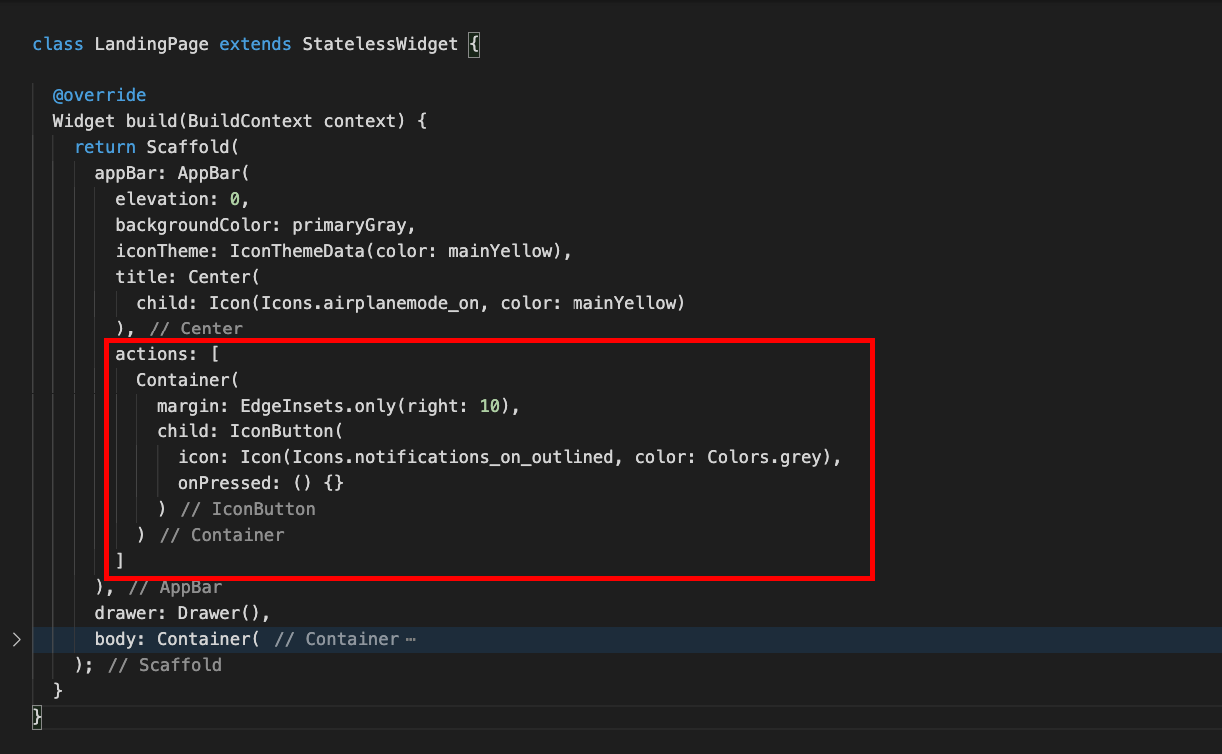 class LandingPage extends StatelessWidget {
@override
Widget build(BuildContext context) {
return Scaffold(
appBar: AppBar(
elevation: 0,
backgroundColor: primaryGray,
iconTheme: IconThemeData(color: mainYellow),
title: Center(
child: Icon(Icons.airplanemode_on, color: mainYellow)
), // Center
actions: [
Container(
margin: EdgeInsets.only(right: 10),
child: IconButton(
icon: Icon(Icons.notifications_on_outlined, color: Colors.grey),
onPressed: () {}
) // IconButton
) // Container
]
), // AppBar
drawer: Drawer(),
body: Container( // Container ⋯
); // Scaffold
}
}